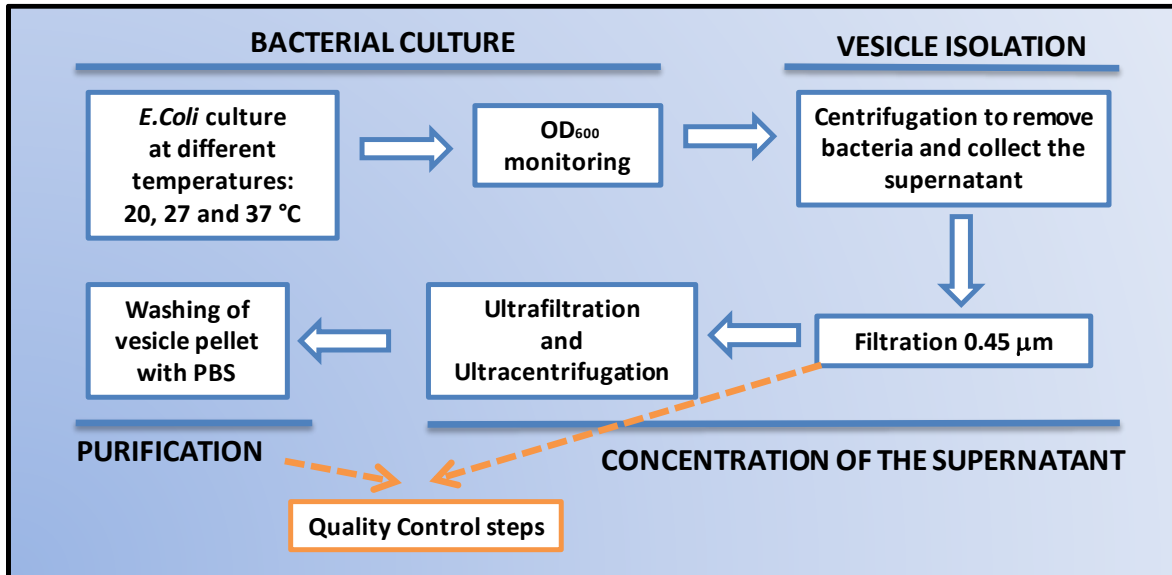 BACTERIAL CULTURE
VESICLE ISOLATION
E.Coli culture
at different
temperatures:
20, 27 and 37 °C
OD₆₀₀
monitoring
Centrifugation to remove
bacteria and collect the
supernatant
Washing of
vesicle pellet
with PBS
Ultrafiltration
and
Ultracentrifugation
Filtration 0.45 μm
PURIFICATION
CONCENTRATION OF THE SUPERNATANT
Quality Control steps